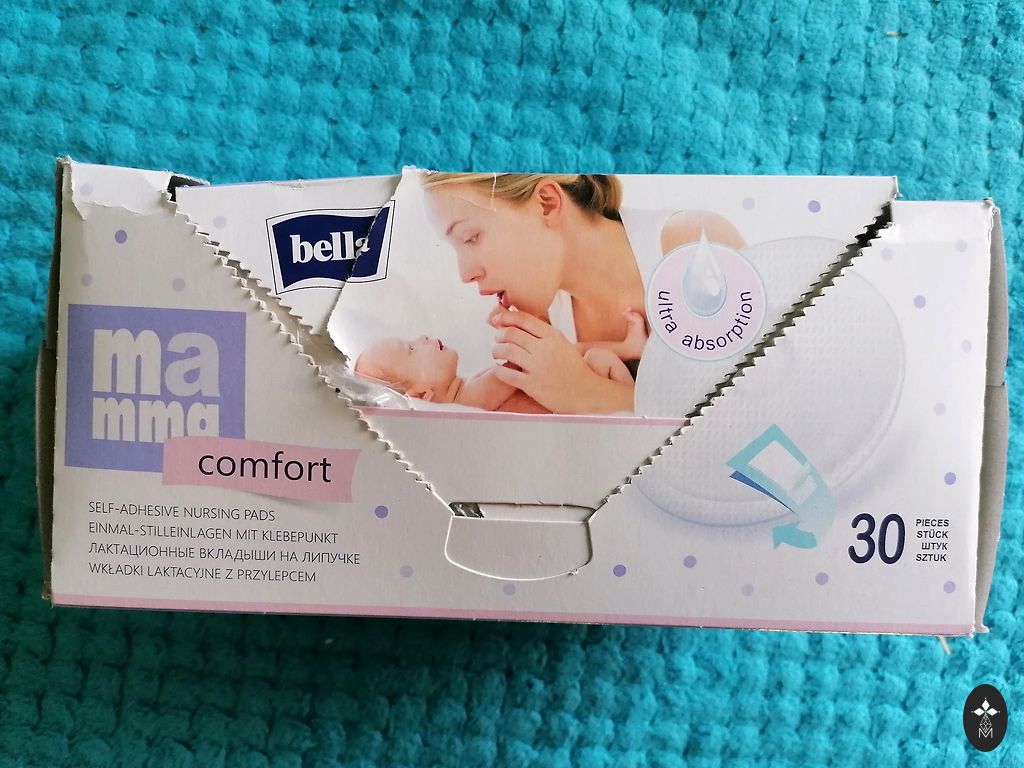 bella
ultra absorption
ma
mma
comfort
SELF-ADHESIVE NURSING PADS
EINMAL-STILLEINLAGEN MIT KLEBEPUNKT
ЛАКТАЦИОННЫЕ ВКЛАДЫШИ НА ЛИПУЧКЕ
WKŁADKI LAKTACYJNE Z PRZYLEPCEM
30
PIECES
STÜCK
ШТУК
SZTUK
M